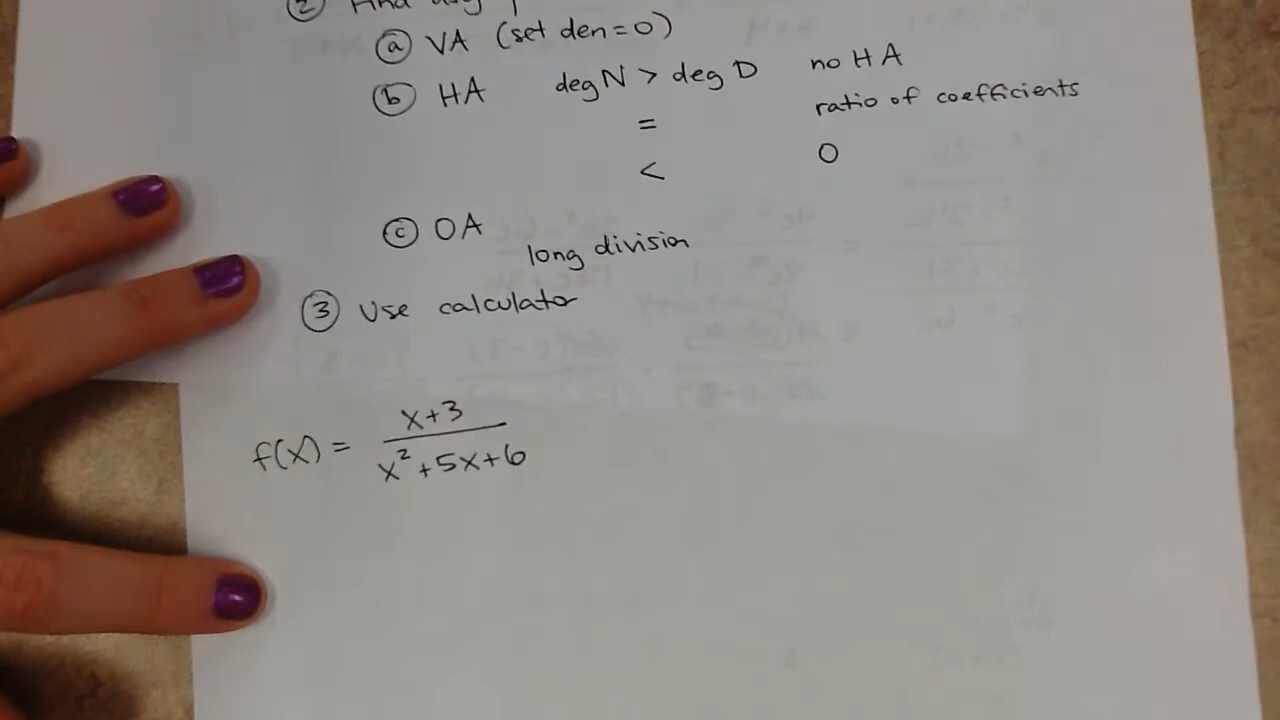 ②
ⓐ VA (set den=0)
ⓑ HA deg N > deg D no HA
= ratio of coefficients
< 0
ⓒ OA long division
③ Use calculator
f(x) = x+3
x²+5x+6